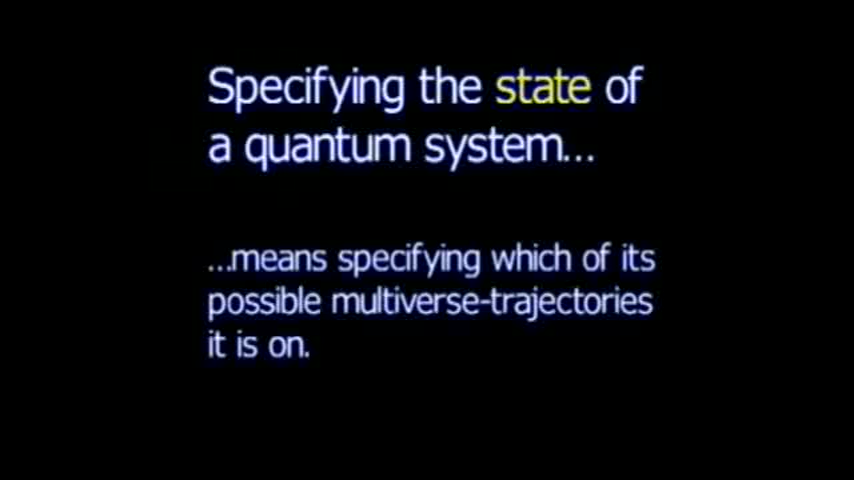 Specifying the state of
a quantum system...
...means specifying which of its
possible multiverse-trajectories
it is on.